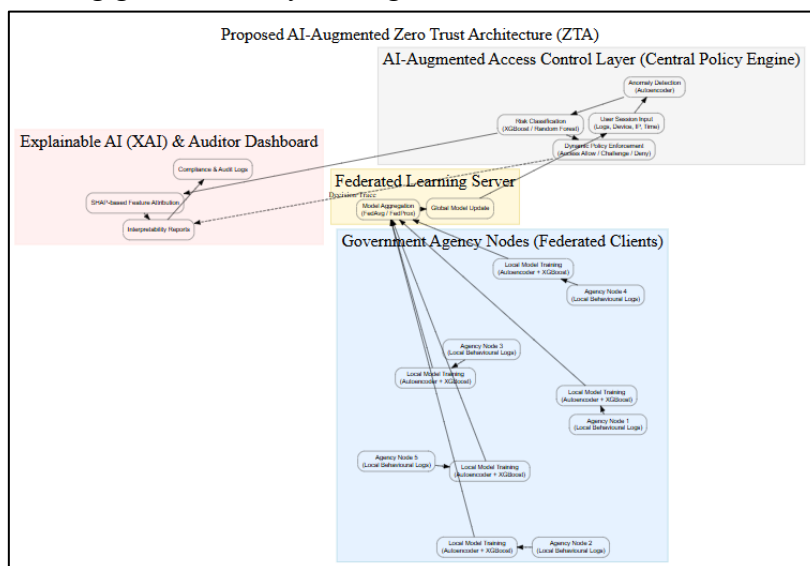 Proposed AI-Augmented Zero Trust Architecture (ZTA)
AI-Augmented Access Control Layer (Central Policy Engine)
Anomaly Detection
(Autoencoder)
Risk Classification
(XGBoost / Random Forest)
User Session Input
(Logs, Device, IP, Time)
Dynamic Policy Enforcement
(Access Allow / Challenge / Deny)
Explainable AI (XAI) & Auditor Dashboard
Compliance & Audit Logs
SHAP-based Feature Attribution
Interpretability Reports
Federated Learning Server
Decision Trace
Model Aggregation
(FedAvg / FedProx)
Global Model Update
Government Agency Nodes (Federated Clients)
Local Model Training
(Autoencoder + XGBoost)
Agency Node 4
(Local Behavioural Logs)
Agency Node 3
(Local Behavioural Logs)
Local Model Training
(Autoencoder + XGBoost)
Local Model Training
(Autoencoder + XGBoost)
Agency Node 1
(Local Behavioural Logs)
Agency Node 5
(Local Behavioural Logs)
Local Model Training
(Autoencoder + XGBoost)
Local Model Training
(Autoencoder + XGBoost)
Agency Node 2
(Local Behavioural Logs)